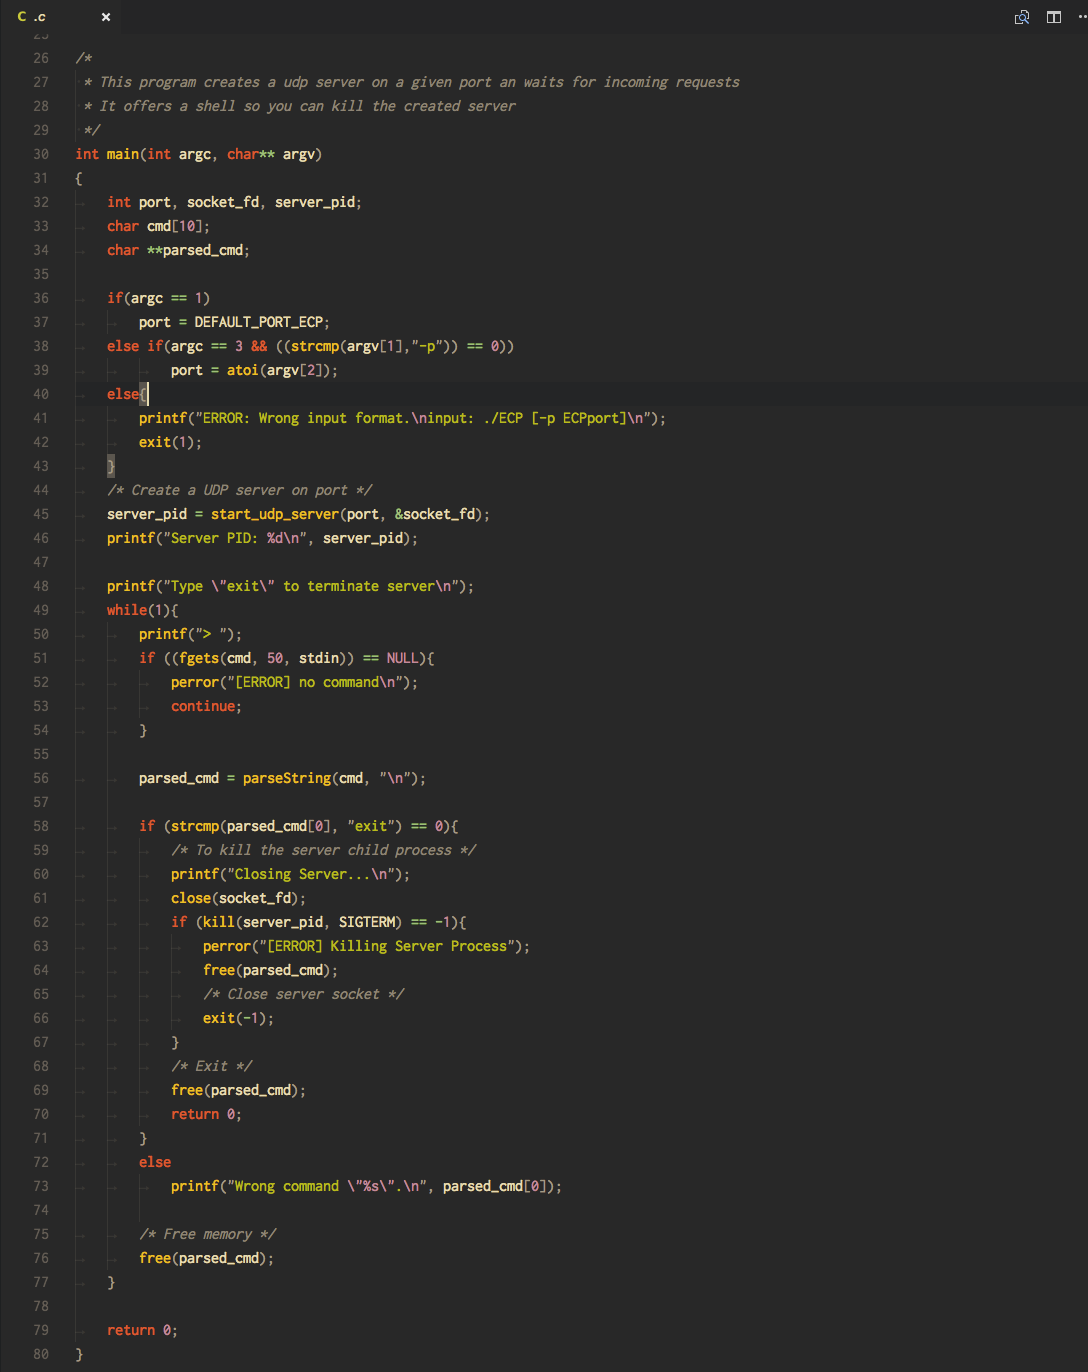 C .c ×
25
26 /*
27 * This program creates a udp server on a given port an waits for incoming requests
28 * It offers a shell so you can kill the created server
29 */
30 int main(int argc, char** argv)
31 {
32 int port, socket_fd, server_pid;
33 char cmd[10];
34 char **parsed_cmd;
35
36 if(argc == 1)
37 port = DEFAULT_PORT_ECP;
38 else if(argc == 3 && ((strcmp(argv[1],"-p")) == 0))
39 port = atoi(argv[2]);
40 else{
41 printf("ERROR: Wrong input format.\ninput: ./ECP [-p ECPport]\n");
42 exit(1);
43 }
44 /* Create a UDP server on port */
45 server_pid = start_udp_server(port, &socket_fd);
46 printf("Server PID: %d\n", server_pid);
47
48 printf("Type \"exit\" to terminate server\n");
49 while(1){
50 printf("> ");
51 if ((fgets(cmd, 50, stdin)) == NULL){
52 perror("[ERROR] no command\n");
53 continue;
54 }
55
56 parsed_cmd = parseString(cmd, "\n");
57
58 if (strcmp(parsed_cmd[0], "exit") == 0){
59 /* To kill the server child process */
60 printf("Closing Server...\n");
61 close(socket_fd);
62 if (kill(server_pid, SIGTERM) == -1){
63 perror("[ERROR] Killing Server Process");
64 free(parsed_cmd);
65 /* Close server socket */
66 exit(-1);
67 }
68 /* Exit */
69 free(parsed_cmd);
70 return 0;
71 }
72 else
73 printf("Wrong command \"%s\".\n", parsed_cmd[0]);
74
75 /* Free memory */
76 free(parsed_cmd);
77 }
78
79 return 0;
80 }